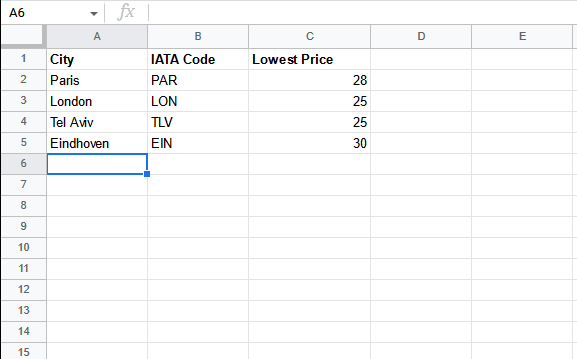 A6 fx
A B C D E
1 City IATA Code Lowest Price
2 Paris PAR 28
3 London LON 25
4 Tel Aviv TLV 25
5 Eindhoven EIN 30
6
7
8
9
10
11
12
13
14
15